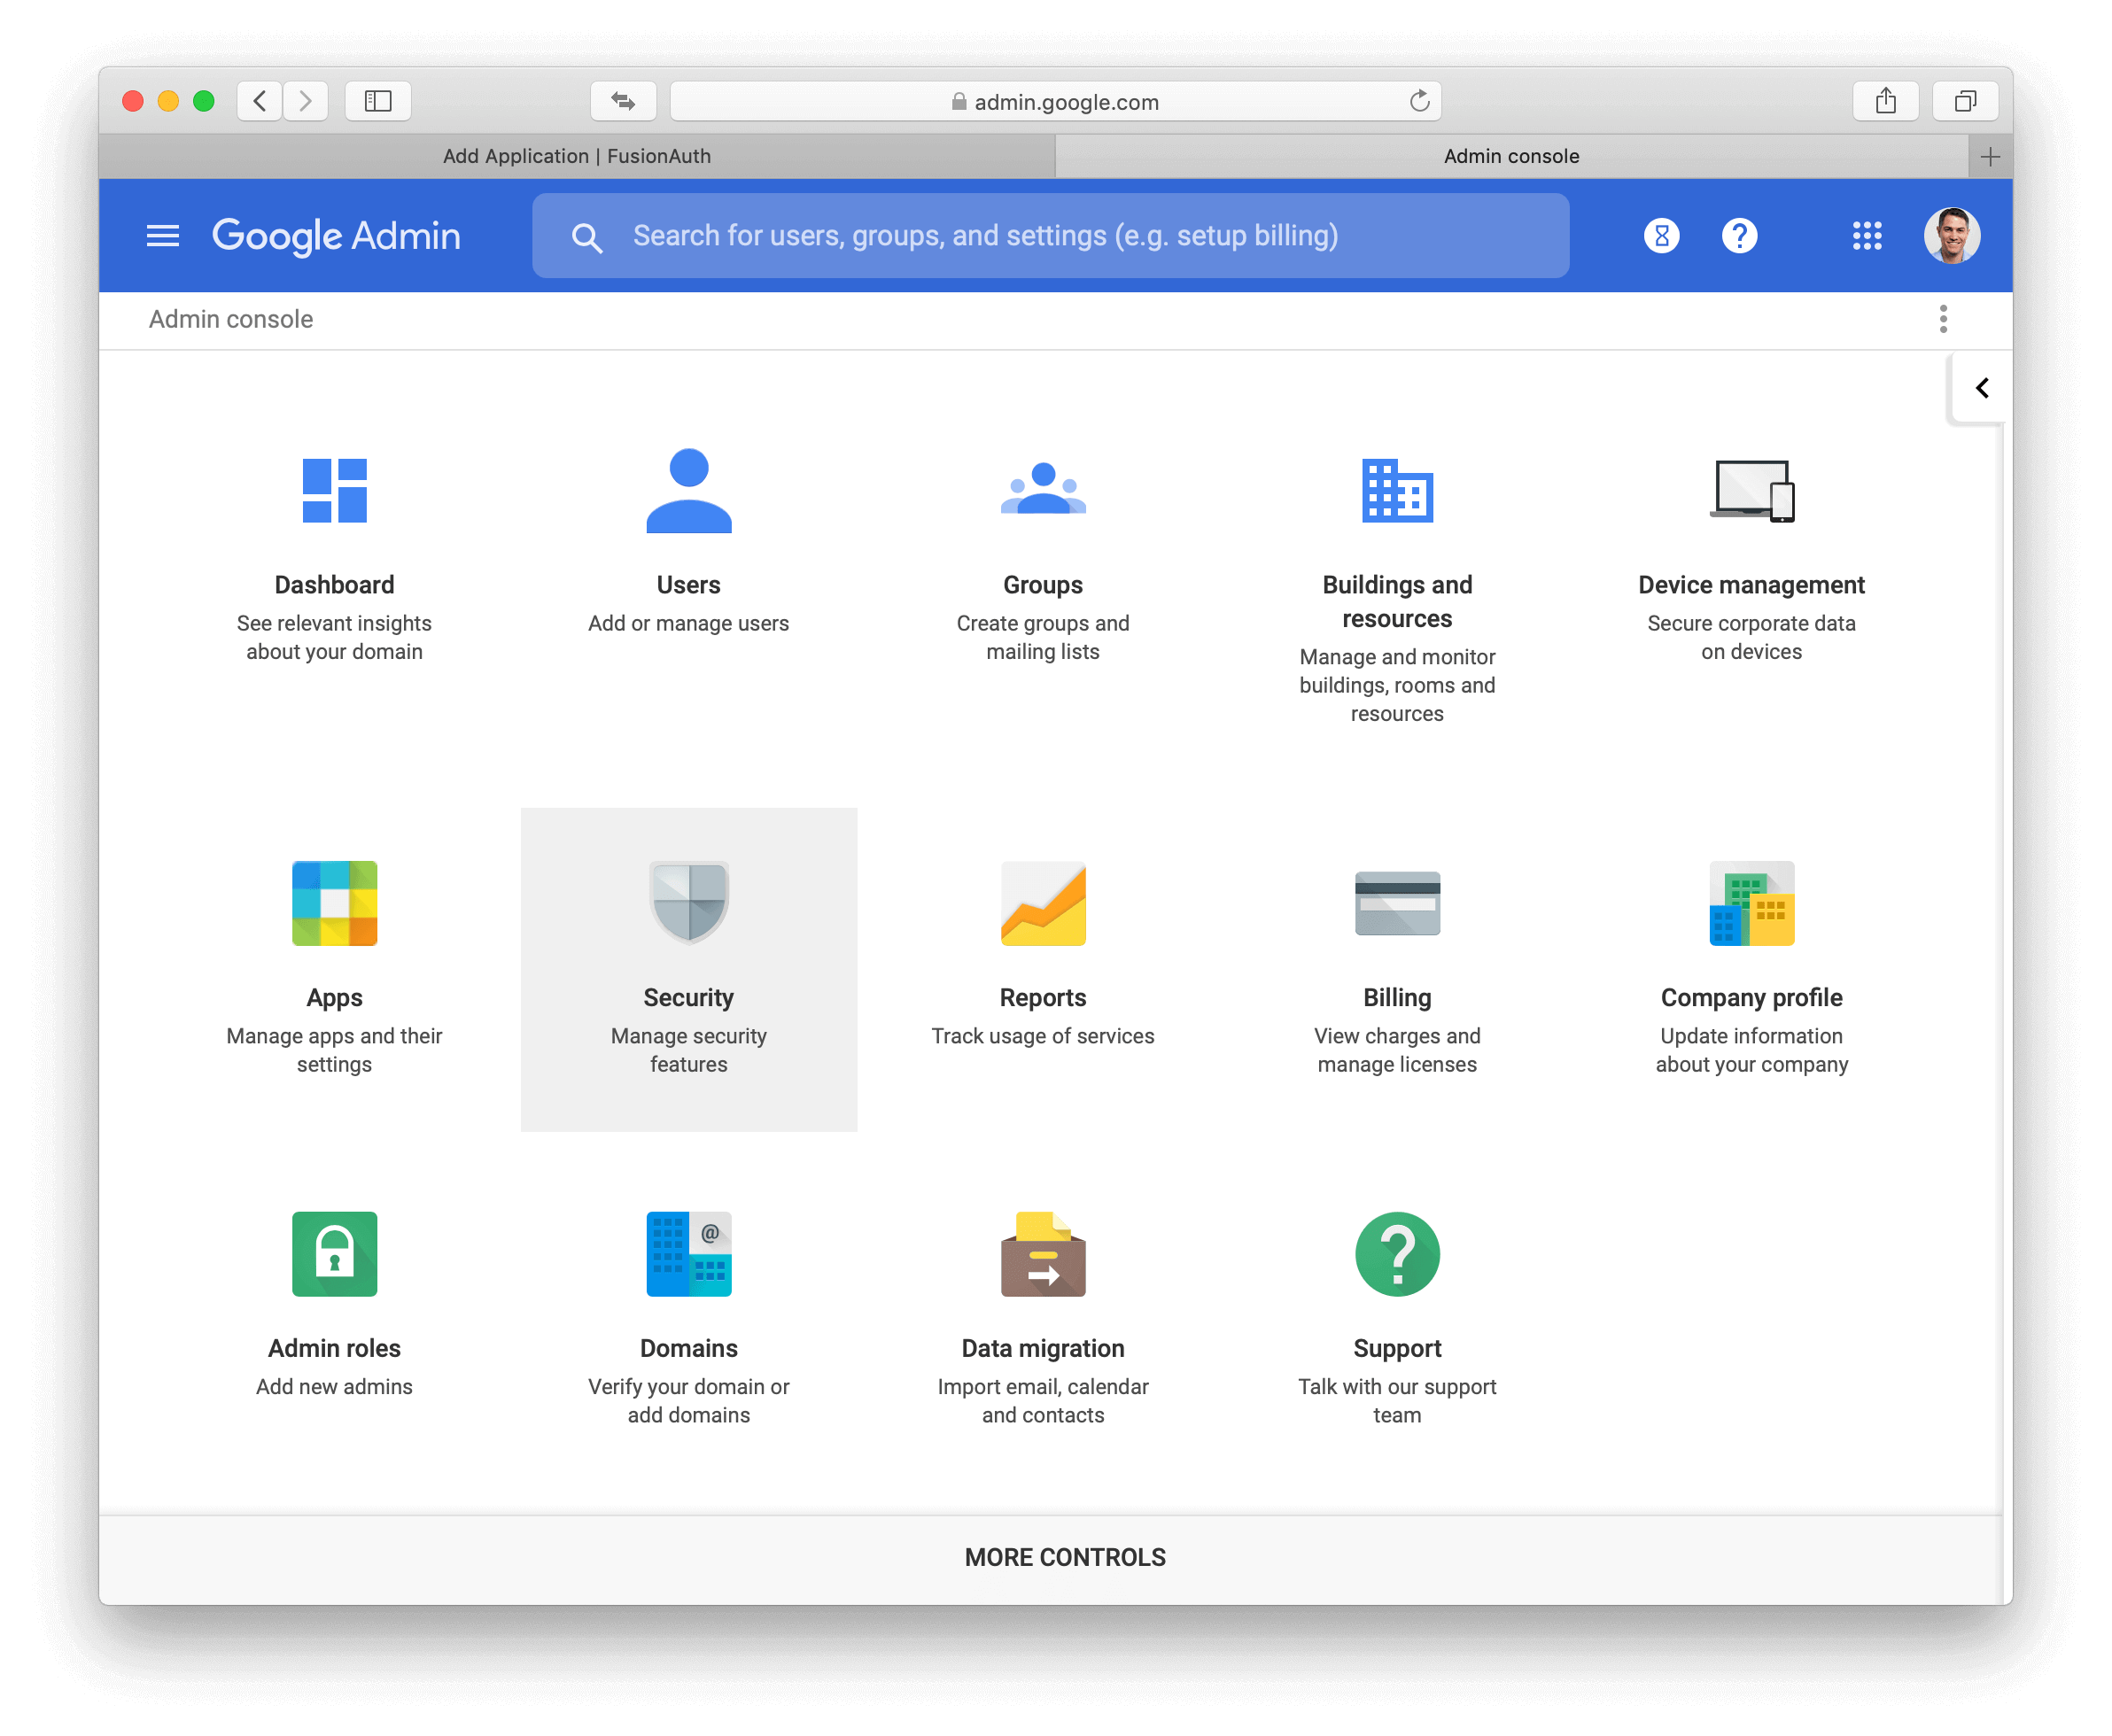 admin.google.com
Add Application | FusionAuth
Admin console
Google Admin
Search for users, groups, and settings (e.g. setup billing)
Admin console
Dashboard
See relevant insights
about your domain
Users
Add or manage users
Groups
Create groups and
mailing lists
Buildings and
resources
Manage and monitor
buildings, rooms and
resources
Device management
Secure corporate data
on devices
Apps
Manage apps and their
settings
Security
Manage security
features
Reports
Track usage of services
Billing
View charges and
manage licenses
Company profile
Update information
about your company
Admin roles
Add new admins
@
Domains
Verify your domain or
add domains
Data migration
Import email, calendar
and contacts
?
Support
Talk with our support
team
MORE CONTROLS